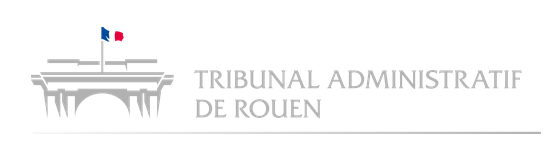 TRIBUNAL ADMINISTRATIF
DE ROUEN